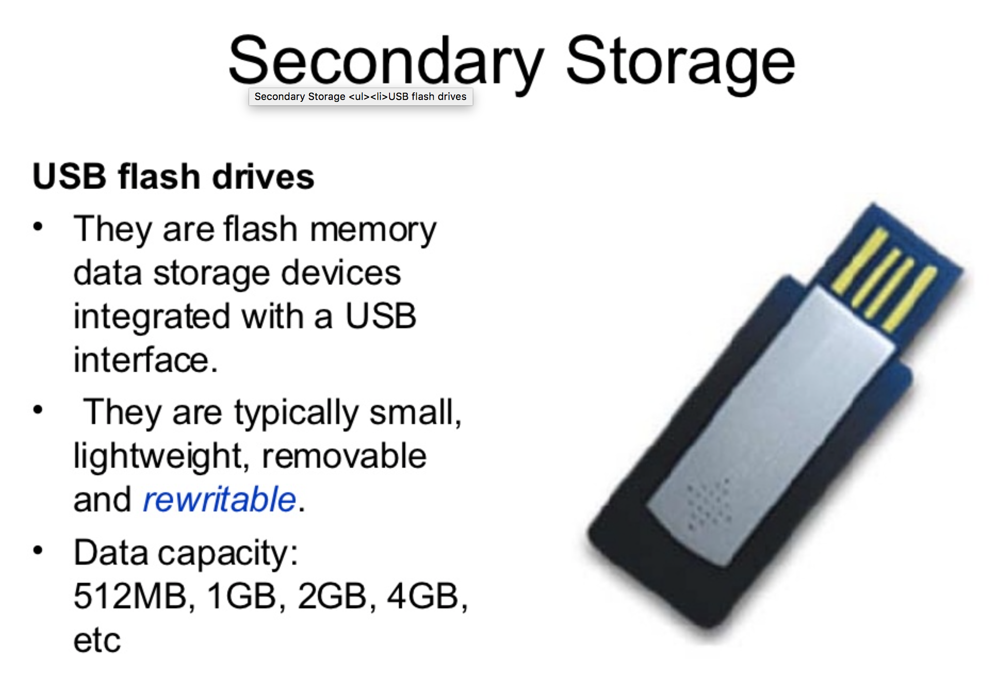 Secondary Storage
Secondary Storage <ul><li>USB flash drives
USB flash drives
• They are flash memory
data storage devices
integrated with a USB
interface.
• They are typically small,
lightweight, removable
and rewritable.
• Data capacity:
512MB, 1GB, 2GB, 4GB,
etc